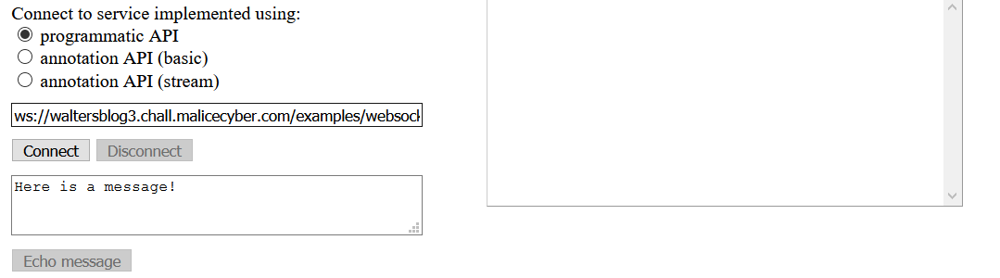 Connect to service implemented using:
programmatic API
annotation API (basic)
annotation API (stream)
ws://waltersblog3.chall.malicecyber.com/examples/websock
Connect Disconnect
Here is a message!
Echo message